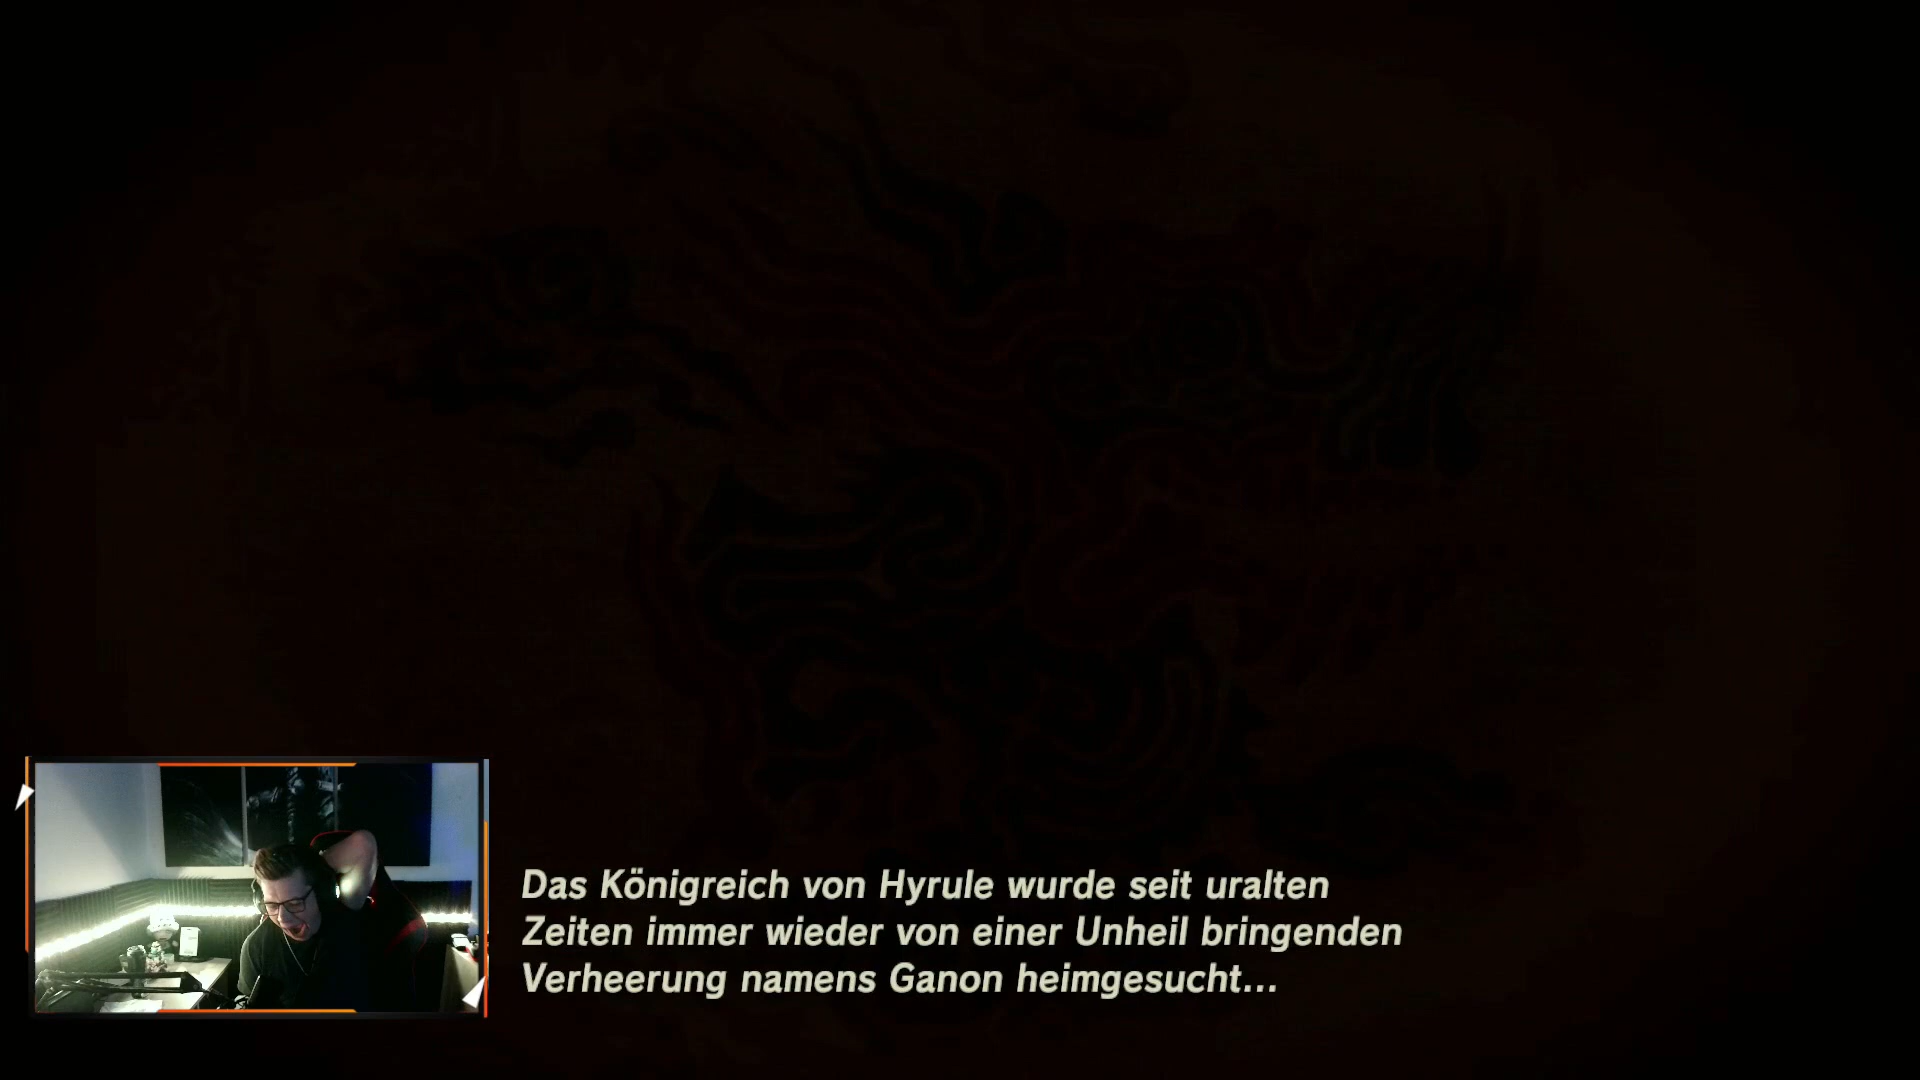 Das Königreich von Hyrule wurde seit uralten
Zeiten immer wieder von einer Unheil bringenden
Verheerung namens Ganon heimgesucht...